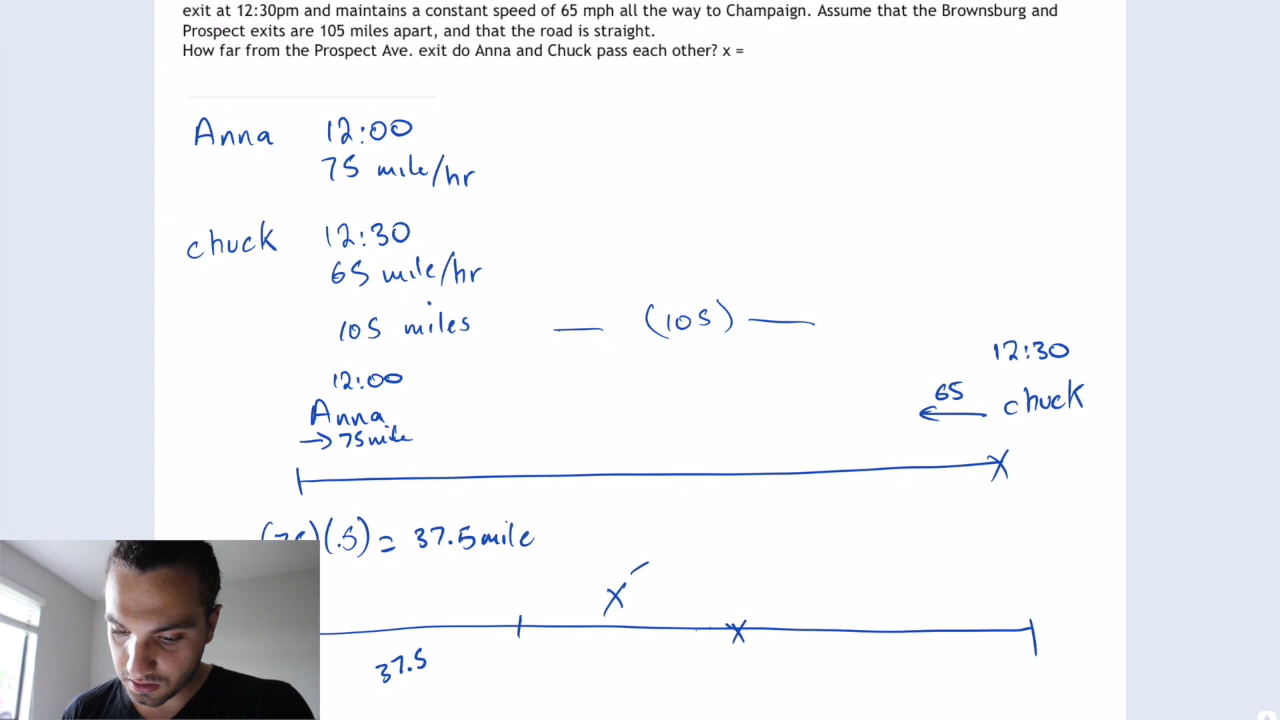 exit at 12:30pm and maintains a constant speed of 65 mph all the way to Champaign. Assume that the Brownsburg and
Prospect exits are 105 miles apart, and that the road is straight.
How far from the Prospect Ave. exit do Anna and Chuck pass each other? x =
Anna 12:00
75 mile/hr
chuck 12:30
65 mile/hr
105 miles — (105) —
12:30
12:00
65 chuck
Anna
→ 75 mile
)(.5) = 37.5 mile
x
37.5